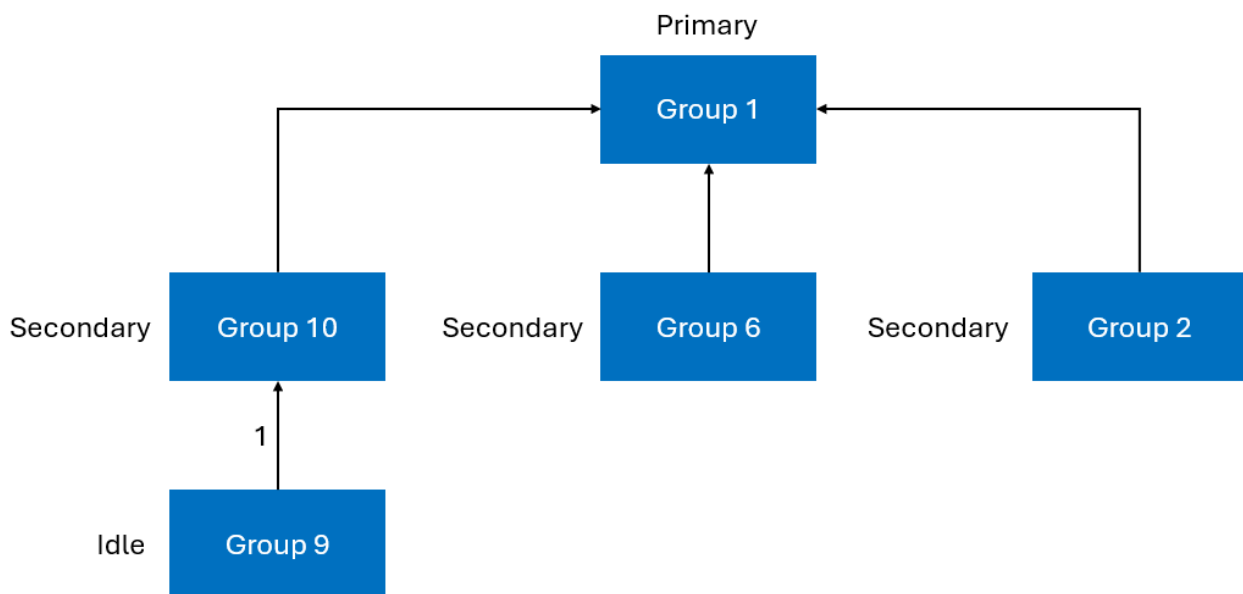 Primary
Group 1
Secondary
Group 10
Secondary
Group 6
Secondary
Group 2
1
Idle
Group 9